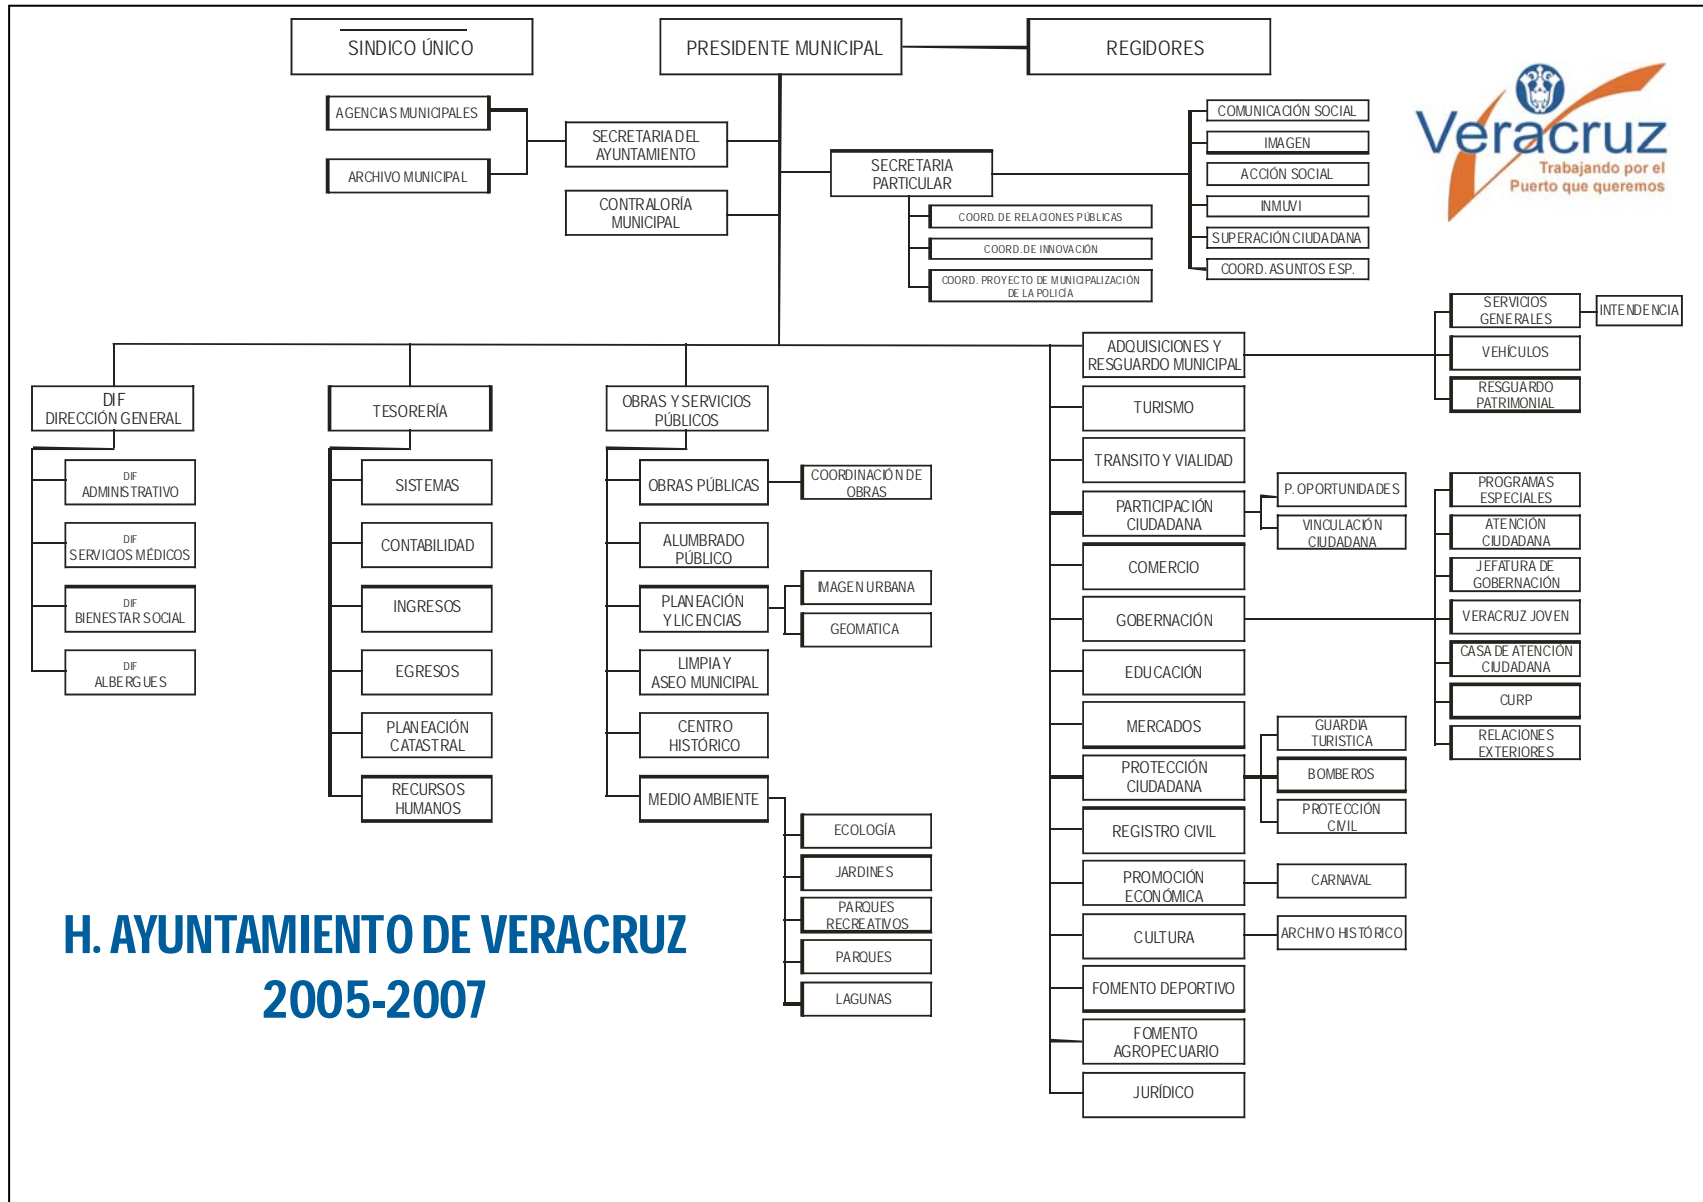 SINDICO ÚNICO
PRESIDENTE MUNICIPAL
REGIDORES
AGENCIAS MUNICIPALES
ARCHIVO MUNICIPAL
SECRETARIA DEL
AYUNTAMIENTO
CONTRALORÍA
MUNICIPAL
SECRETARIA
PARTICULAR
COORD. DE RELACIONES PÚBLICAS
COORD. DE INNOVACIÓN
COORD. PROYECTO DE MUNICIPALIZACIÓN
DE LA POLICÍA
COMUNICACIÓN SOCIAL
IMAGEN
ACCIÓN SOCIAL
INMUVI
SUPERACIÓN CIUDADANA
COORD. ASUNTOS ESP.
Veracruz
Trabajando por el
Puerto que queremos
DIF
DIRECCIÓN GENERAL
DIF
ADMINISTRATIVO
DIF
SERVICIOS MÉDICOS
DIF
BIENESTAR SOCIAL
DIF
ALBERGUES
TESORERÍA
SISTEMAS
CONTABILIDAD
INGRESOS
EGRESOS
PLANEACIÓN
CATASTRAL
RECURSOS
HUMANOS
OBRAS Y SERVICIOS
PÚBLICOS
OBRAS PÚBLICAS
COORDINACIÓN DE
OBRAS
ALUMBRADO
PÚBLICO
PLANEACIÓN
Y LICENCIAS
IMAGEN URBANA
GEOMATICA
LIMPIA Y
ASEO MUNICIPAL
CENTRO
HISTÓRICO
MEDIO AMBIENTE
ECOLOGÍA
JARDINES
PARQUES
RECREATIVOS
PARQUES
LAGUNAS
ADQUISICIONES Y
RESGUARDO MUNICIPAL
SERVICIOS
GENERALES
INTENDENCIA
VEHÍCULOS
RESGUARDO
PATRIMONIAL
TURISMO
TRANSITO Y VIALIDAD
PARTICIPACIÓN
CIUDADANA
P. OPORTUNIDADES
VINCULACIÓN
CIUDADANA
COMERCIO
GOBERNACIÓN
PROGRAMAS
ESPECIALES
ATENCIÓN
CIUDADANA
JEFATURA DE
GOBERNACIÓN
VERACRUZ JOVEN
CASA DE ATENCIÓN
CIUDADANA
CURP
RELACIONES
EXTERIORES
EDUCACIÓN
MERCADOS
PROTECCIÓN
CIUDADANA
GUARDIA
TURISTICA
BOMBEROS
PROTECCIÓN
CIVIL
REGISTRO CIVIL
PROMOCIÓN
ECONÓMICA
CARNAVAL
CULTURA
ARCHIVO HISTÓRICO
FOMENTO DEPORTIVO
FOMENTO
AGROPECUARIO
JURÍDICO
H. AYUNTAMIENTO DE VERACRUZ
2005-2007